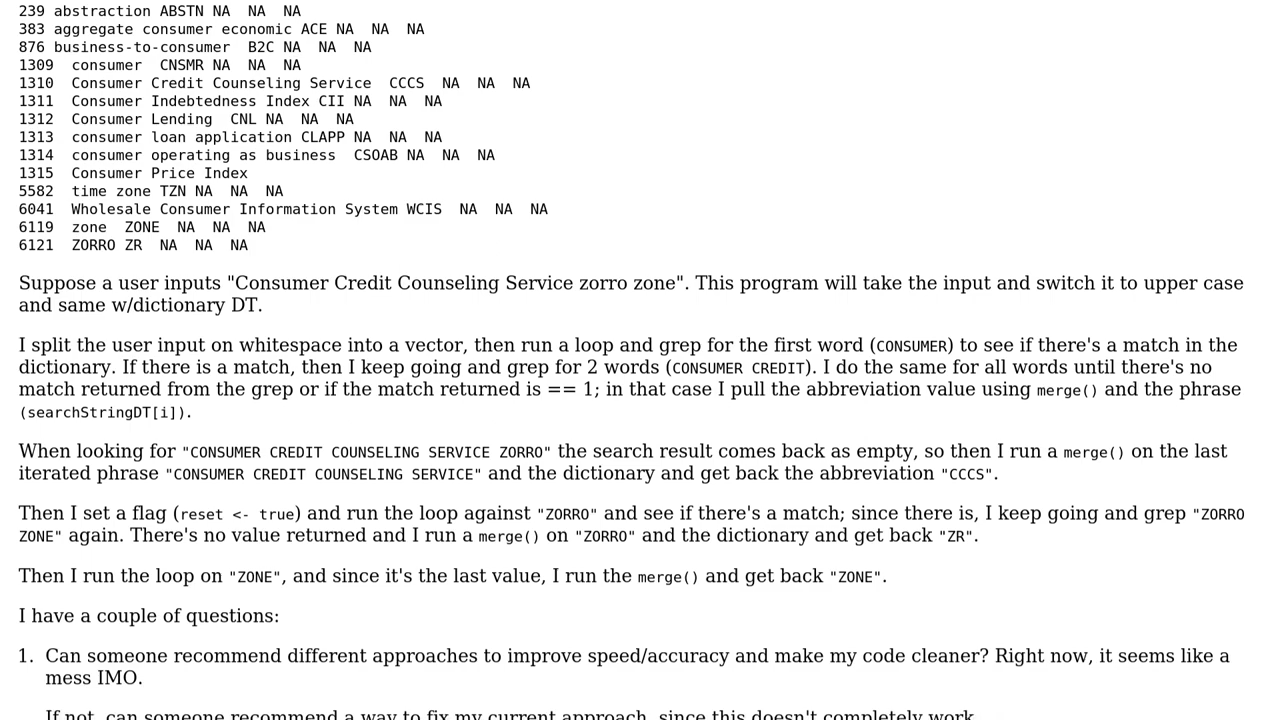 239 abstraction ABSTN NA  NA  NA
383 aggregate consumer economic ACE NA  NA  NA
876 business-to-consumer  B2C NA  NA  NA
1309  consumer  CNSMR NA  NA  NA
1310  Consumer Credit Counseling Service  CCCS  NA  NA  NA
1311  Consumer Indebtedness Index CII NA  NA  NA
1312  Consumer Lending  CNL NA  NA  NA
1313  consumer loan application CLAPP NA  NA  NA
1314  consumer operating as business  CSOAB NA  NA  NA
1315  Consumer Price Index
5582  time zone TZN NA  NA  NA
6041  Wholesale Consumer Information System WCIS  NA  NA  NA
6119  zone  ZONE  NA  NA  NA
6121  ZORRO ZR  NA  NA  NA
Suppose a user inputs "Consumer Credit Counseling Service zorro zone". This program will take the input and switch it to upper case
and same w/dictionary DT.
I split the user input on whitespace into a vector, then run a loop and grep for the first word (CONSUMER) to see if there's a match in the
dictionary. If there is a match, then I keep going and grep for 2 words (CONSUMER CREDIT). I do the same for all words until there's no
match returned from the grep or if the match returned is == 1; in that case I pull the abbreviation value using merge() and the phrase
(searchStringDT[i]).
When looking for "CONSUMER CREDIT COUNSELING SERVICE ZORRO" the search result comes back as empty, so then I run a merge() on the last
iterated phrase "CONSUMER CREDIT COUNSELING SERVICE" and the dictionary and get back the abbreviation "CCCS".
Then I set a flag (reset <- true) and run the loop against "ZORRO" and see if there's a match; since there is, I keep going and grep "ZORRO
ZONE" again. There's no value returned and I run a merge() on "ZORRO" and the dictionary and get back "ZR".
Then I run the loop on "ZONE", and since it's the last value, I run the merge() and get back "ZONE".
I have a couple of questions:
1. Can someone recommend different approaches to improve speed/accuracy and make my code cleaner? Right now, it seems like a
mess IMO.
If not, can someone recommend a way to fix my current approach, since this doesn't completely work.